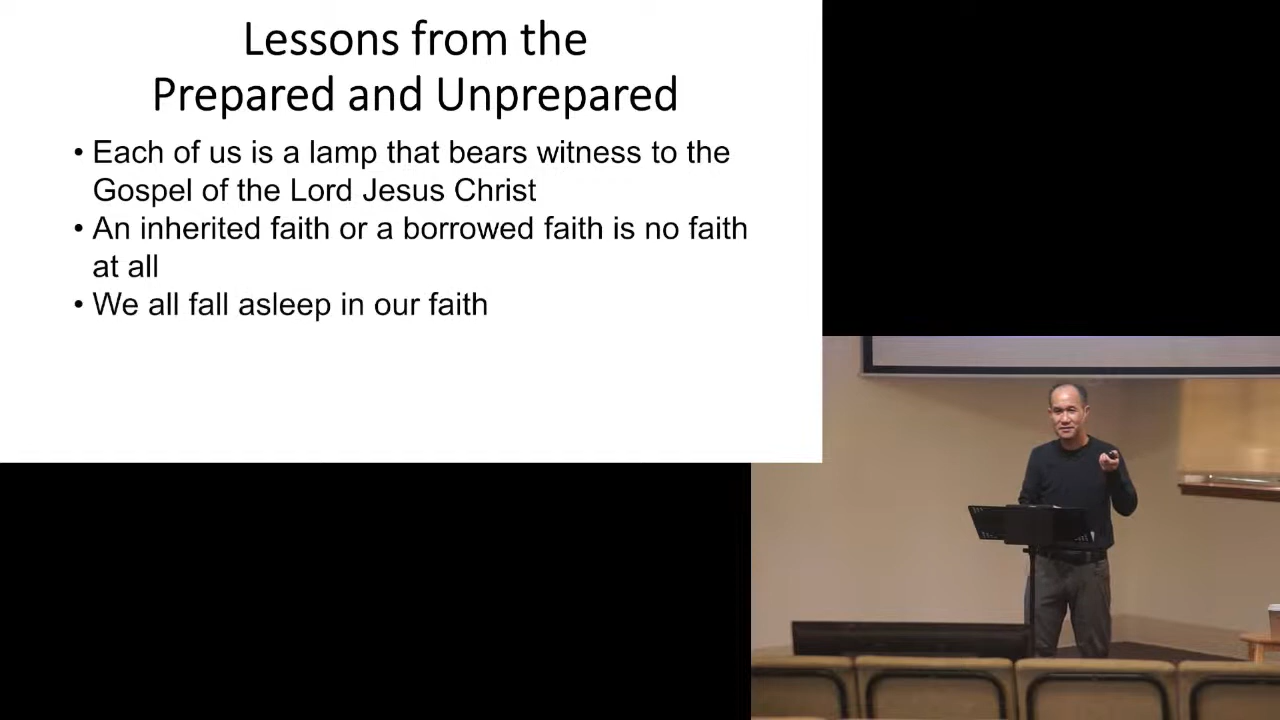 Lessons from the
Prepared and Unprepared
• Each of us is a lamp that bears witness to the
Gospel of the Lord Jesus Christ
• An inherited faith or a borrowed faith is no faith
at all
• We all fall asleep in our faith